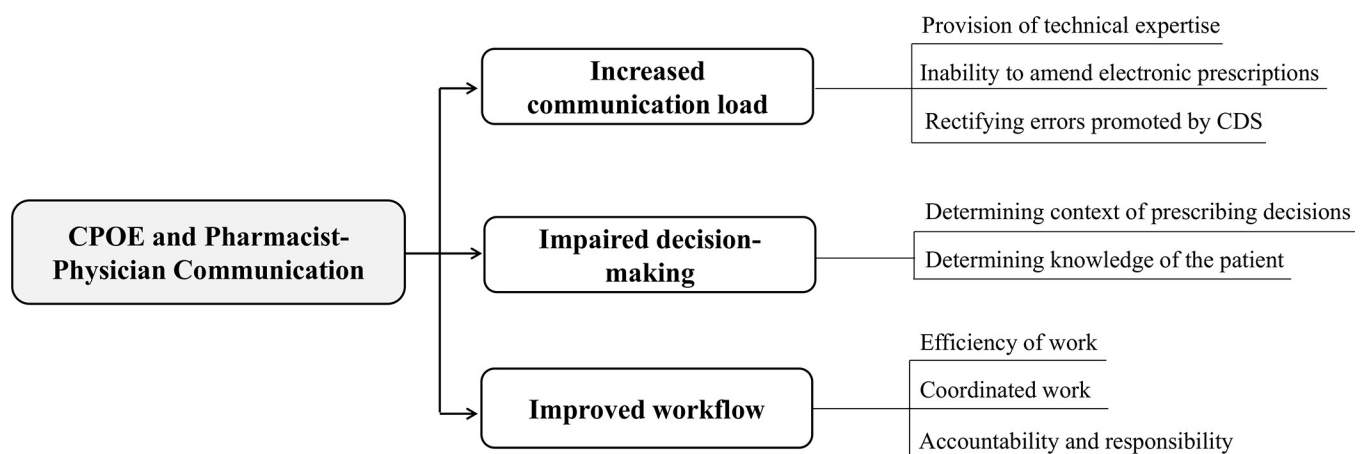 CPOE and Pharmacist-
Physician Communication
Increased
communication load
Provision of technical expertise
Inability to amend electronic prescriptions
Rectifying errors promoted by CDS
Impaired decision-
making
Determining context of prescribing decisions
Determining knowledge of the patient
Improved workflow
Efficiency of work
Coordinated work
Accountability and responsibility